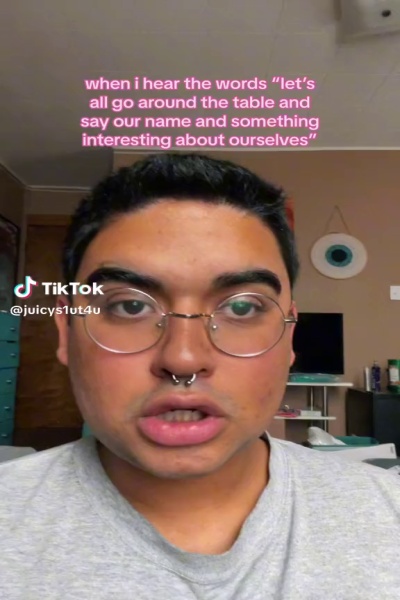 when i hear the words “let’s
all go around the table and
say our name and something
interesting about ourselves”
TikTok
@juicys1ut4u